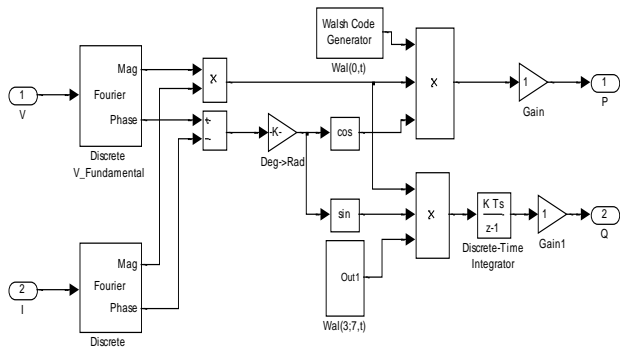 Walsh Code
Generator
Wal(0,t)
1
V
Mag
Fourier
Phase
Discrete
V_Fundamental
X
+
−
-K-
Deg->Rad
cos
X
1
Gain
1
P
sin
X
K Ts
z-1
Discrete-Time
Integrator
1
Gain1
2
Q
Out1
Wal(3;7,t)
2
I
Mag
Fourier
Phase
Discrete